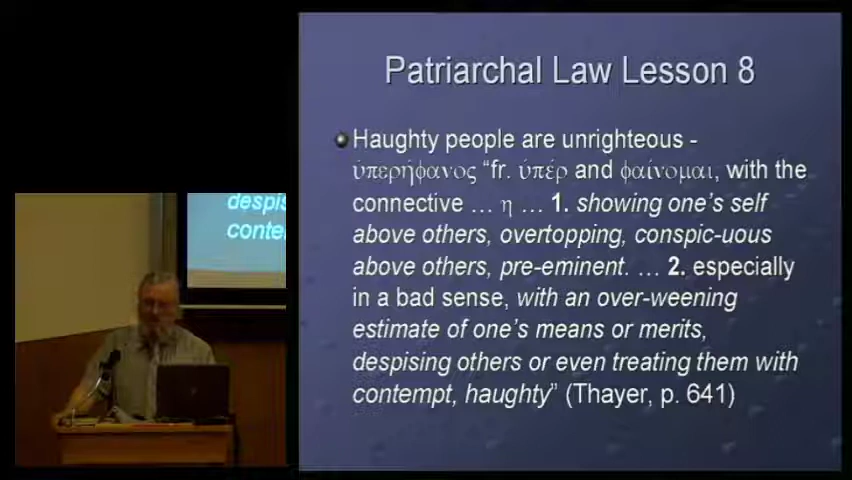 Patriarchal Law Lesson 8
Haughty people are unrighteous -
ὑπερήφανος “fr. ὑπέρ and φαίνομαι, with the
connective … η … 1. showing one’s self
above others, overtopping, conspic-uous
above others, pre-eminent. … 2. especially
in a bad sense, with an over-weening
estimate of one’s means or merits,
despising others or even treating them with
contempt, haughty” (Thayer, p. 641)
despis
conte